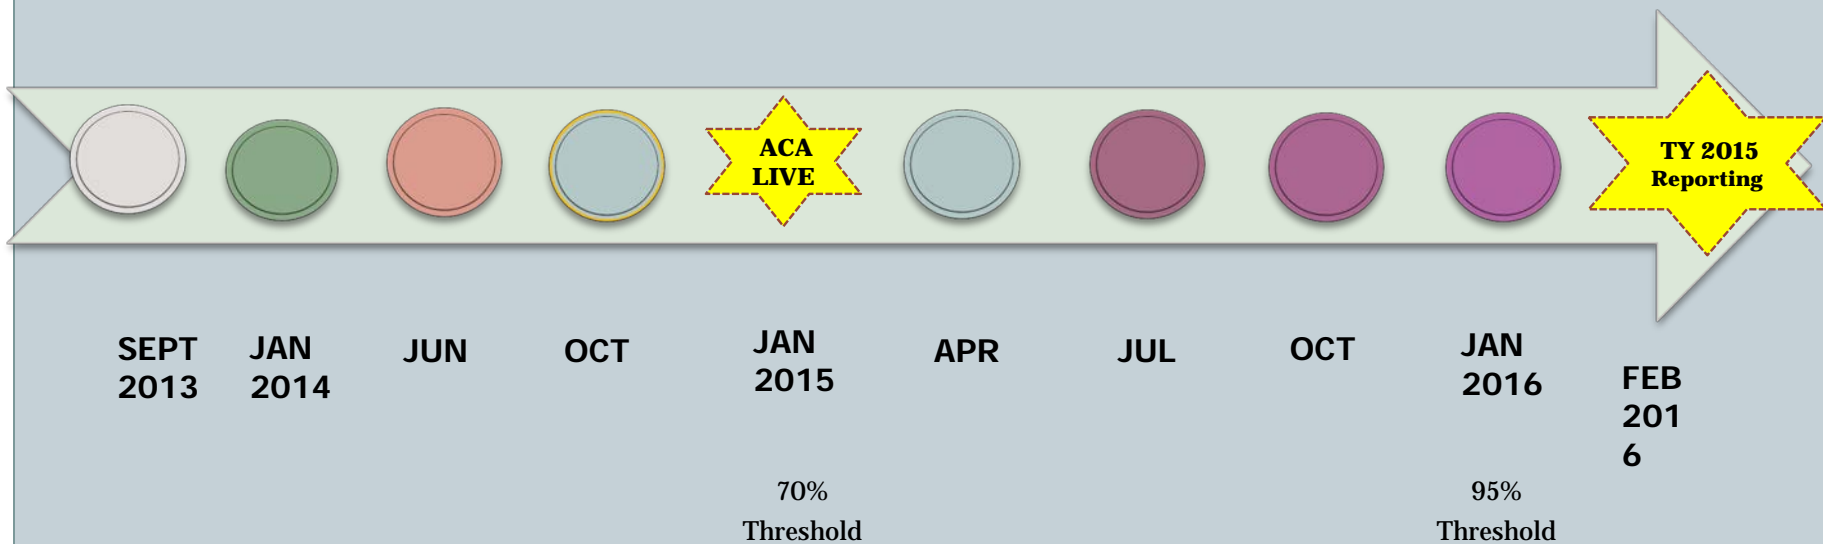 ACA
LIVE
TY 2015
Reporting
SEPT
2013
JAN
2014
JUN
OCT
JAN
2015
APR
JUL
OCT
JAN
2016
FEB
201
6
70%
Threshold
95%
Threshold